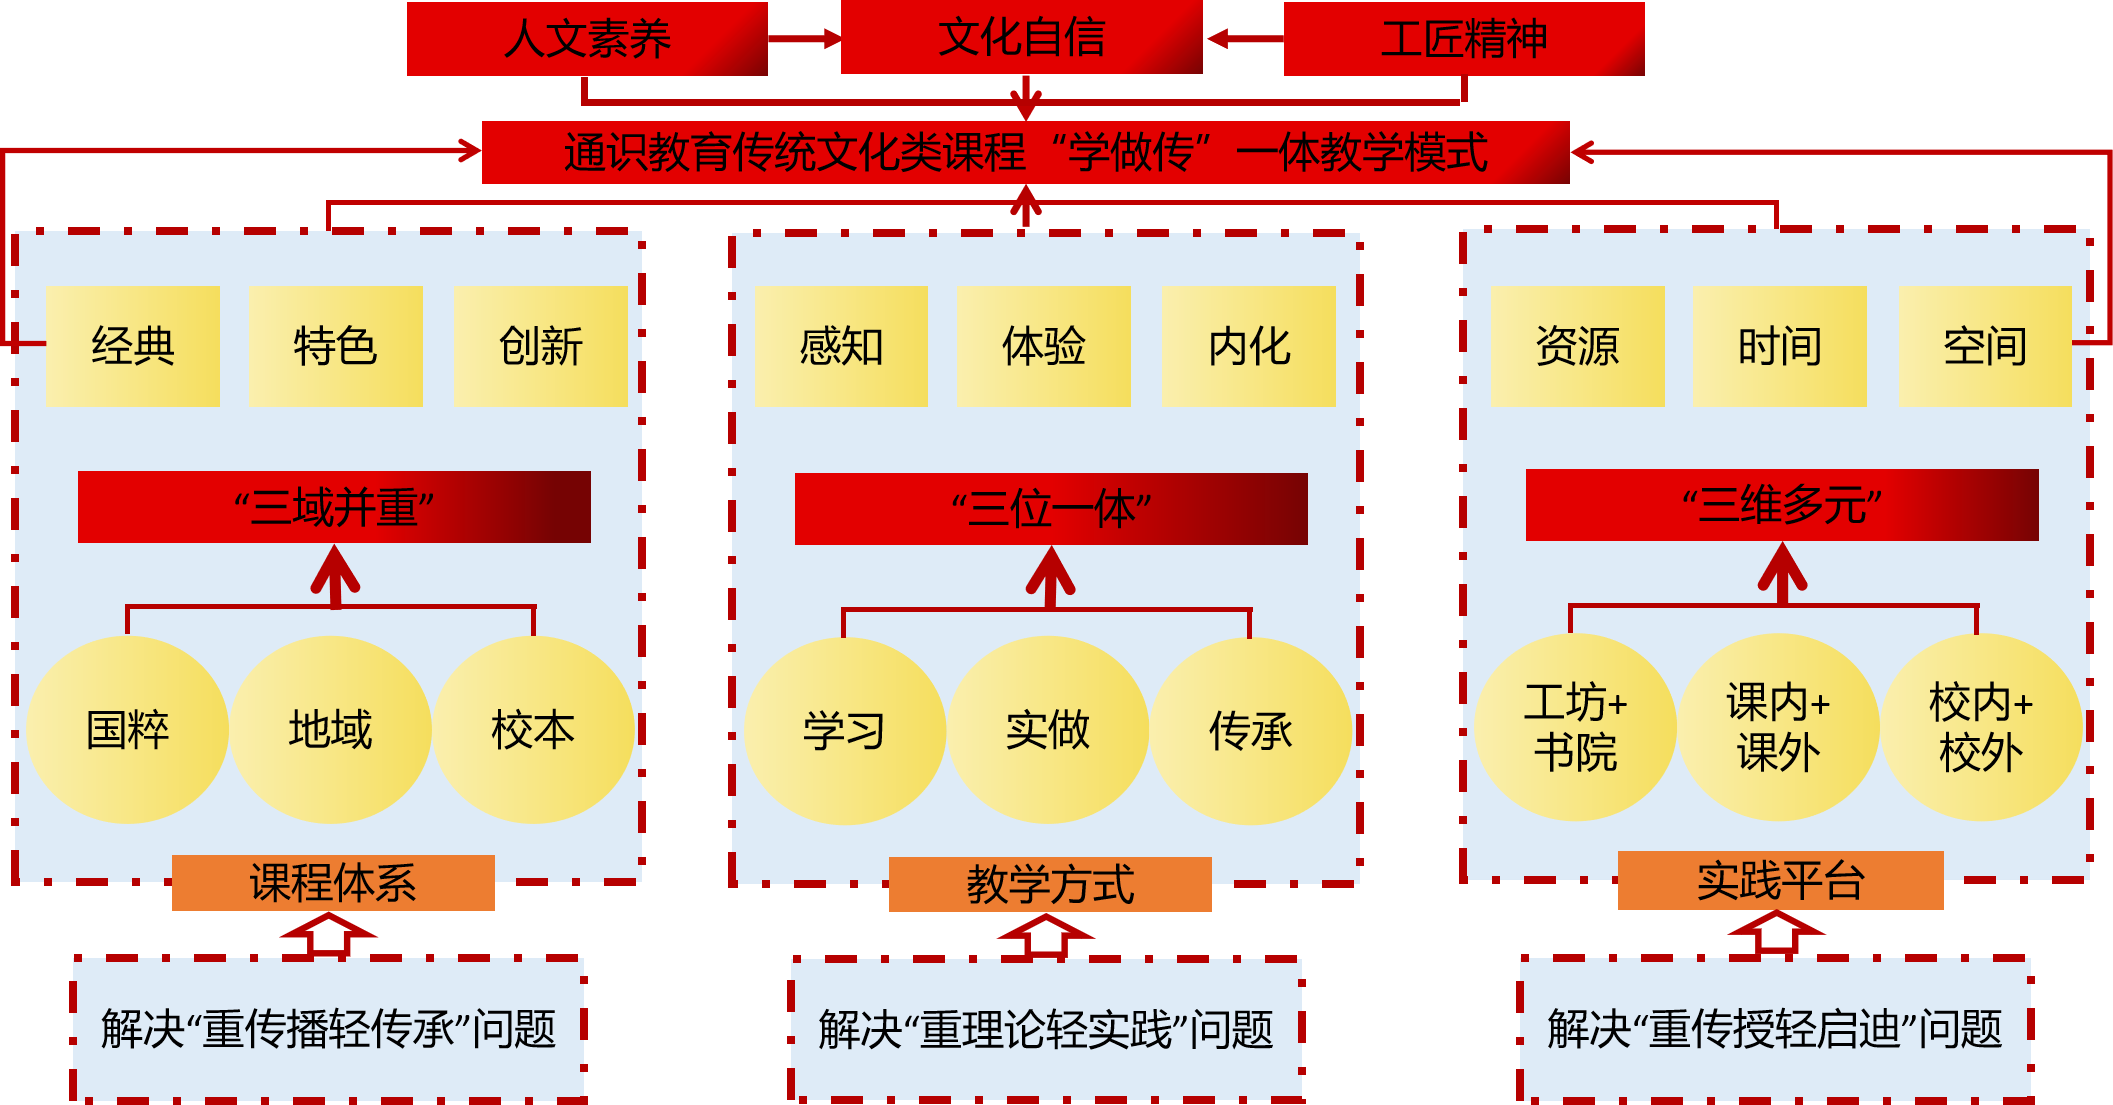 人文素养
文化自信
工匠精神
通识教育传统文化类课程“学做传”一体教学模式
经典
特色
创新
“三域并重”
国粹
地域
校本
课程体系
解决“重传播轻传承”问题
感知
体验
内化
“三位一体”
学习
实做
传承
教学方式
解决“重理论轻实践”问题
资源
时间
空间
“三维多元”
工坊+
书院
课内+
课外
校内+
校外
实践平台
解决“重传授轻启迪”问题